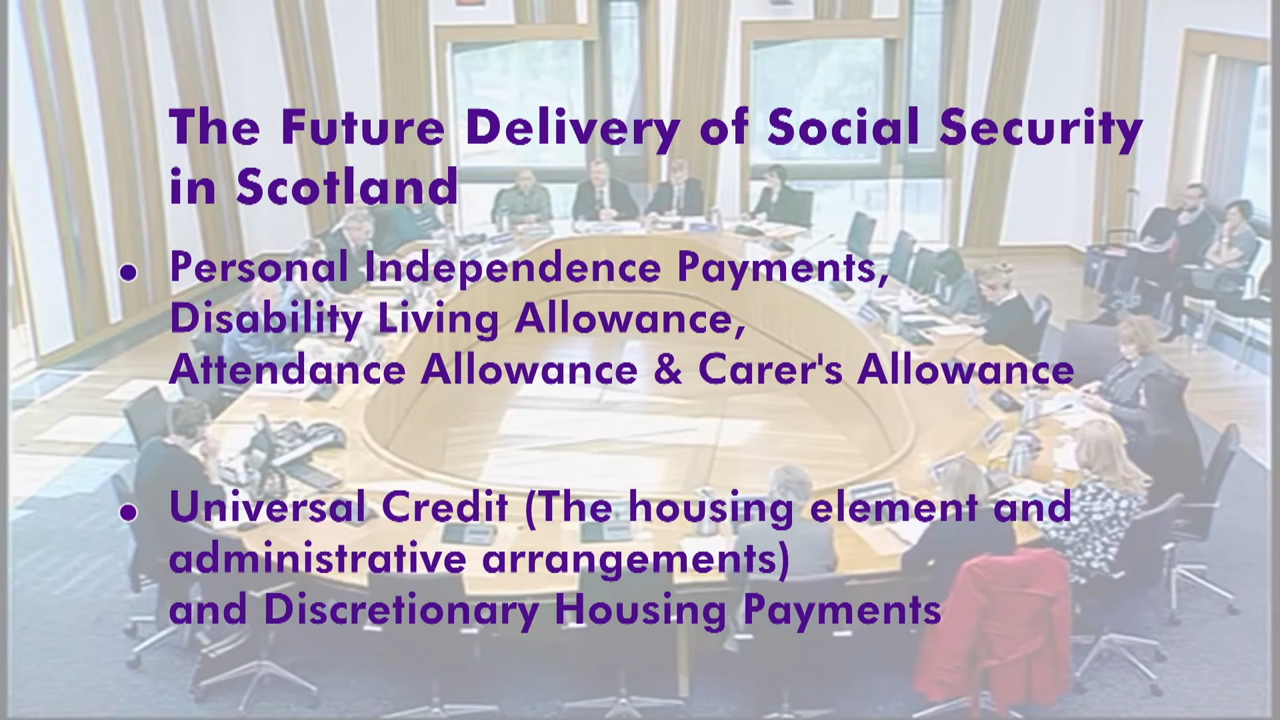 The Future Delivery of Social Security
in Scotland
• Personal Independence Payments,
Disability Living Allowance,
Attendance Allowance & Carer's Allowance
• Universal Credit (The housing element and
administrative arrangements)
and Discretionary Housing Payments